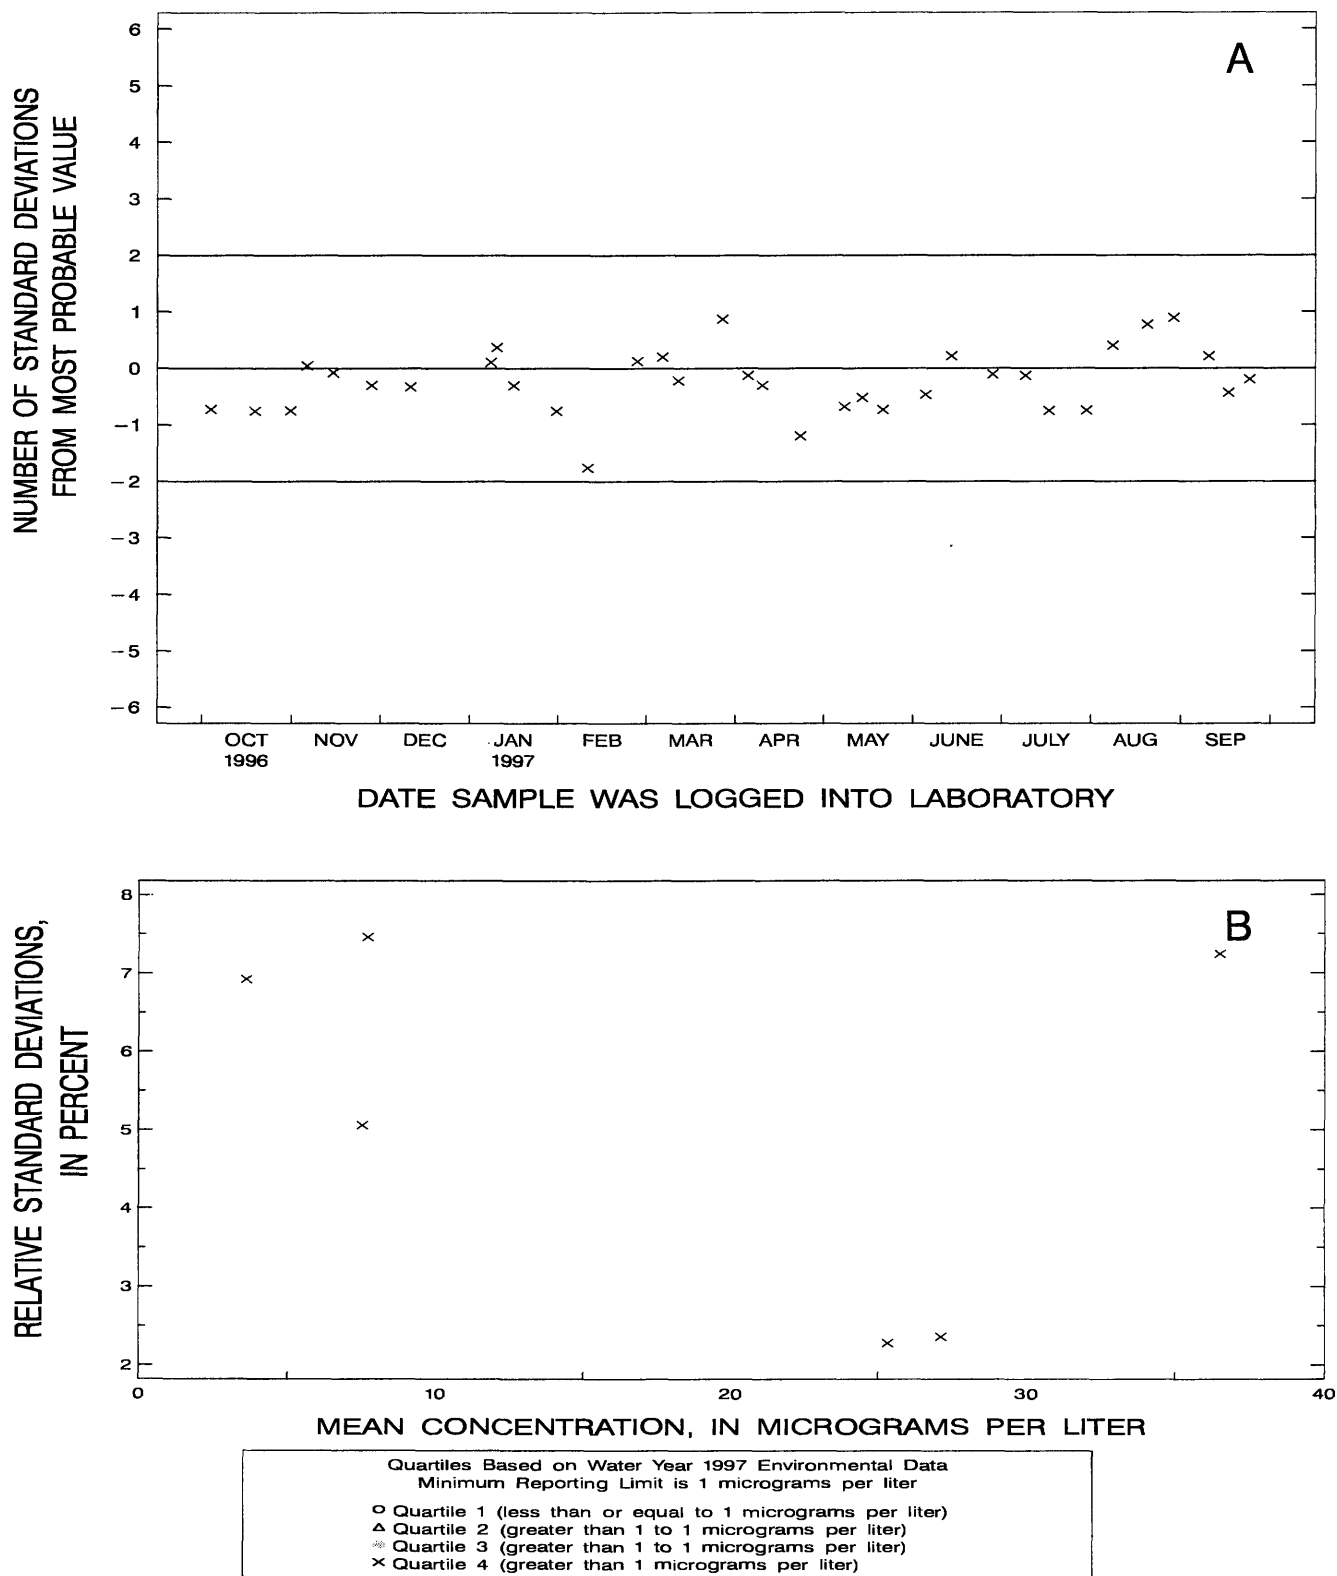 A
NUMBER OF STANDARD DEVIATIONS
FROM MOST PROBABLE VALUE
6
5
4
3
2
1
0
−1
−2
−3
−4
−5
−6
OCT NOV DEC JAN FEB MAR APR MAY JUNE JULY AUG SEP
1996 1997
DATE SAMPLE WAS LOGGED INTO LABORATORY
B
RELATIVE STANDARD DEVIATIONS,
IN PERCENT
8
7
6
5
4
3
2
0 10 20 30 40
MEAN CONCENTRATION, IN MICROGRAMS PER LITER
Quartiles Based on Water Year 1997 Environmental Data
Minimum Reporting Limit is 1 micrograms per liter
Quartile 1 (less than or equal to 1 micrograms per liter)
Quartile 2 (greater than 1 to 1 micrograms per liter)
Quartile 3 (greater than 1 to 1 micrograms per liter)
Quartile 4 (greater than 1 micrograms per liter)